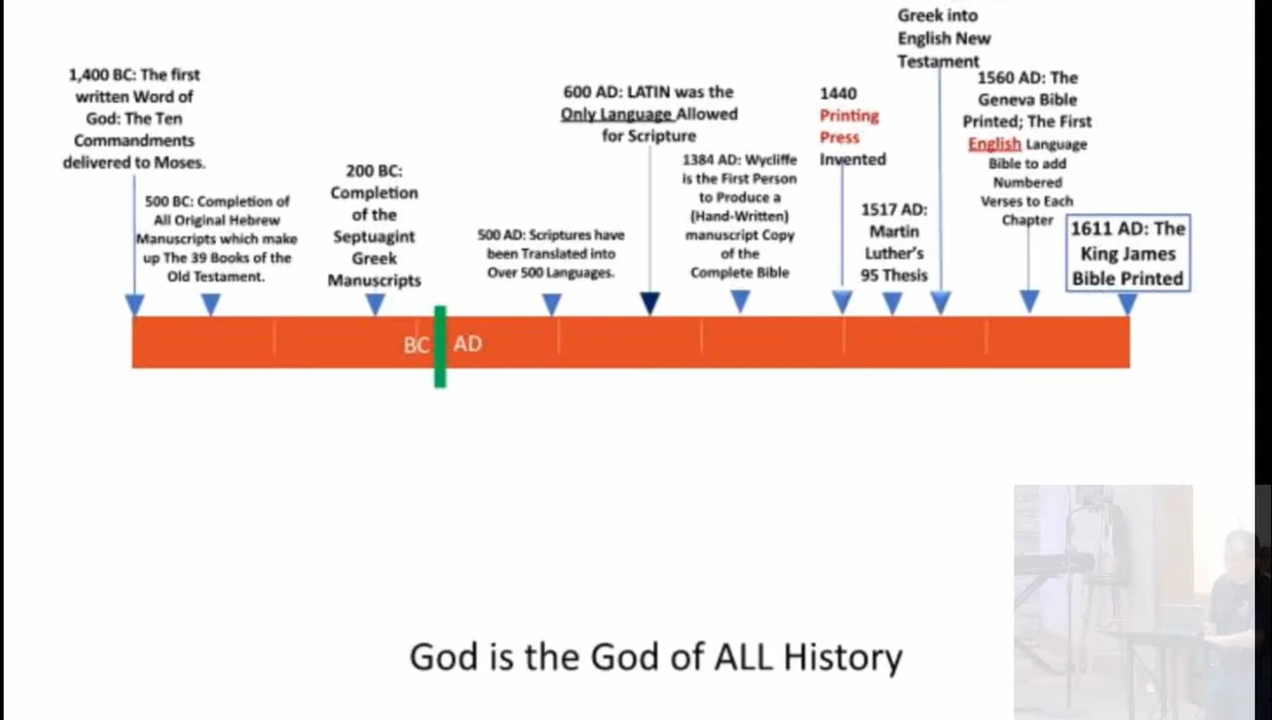 Greek into
English New
Testament
1,400 BC: The first
written Word of
God: The Ten
Commandments
delivered to Moses.
500 BC: Completion of
All Original Hebrew
Manuscripts which make
up The 39 Books of the
Old Testament.
200 BC:
Completion
of the
Septuagint
Greek
Manuscripts
500 AD: Scriptures have
been Translated into
Over 500 Languages.
600 AD: LATIN was the
Only Language Allowed
for Scripture
1384 AD: Wycliffe
is the First Person
to Produce a
(Hand-Written)
manuscript Copy
of the
Complete Bible
1440
Printing
Press
Invented
1517 AD:
Martin
Luther's
95 Thesis
1560 AD: The
Geneva Bible
Printed; The First
English Language
Bible to add
Numbered
Verses to Each
Chapter
1611 AD: The
King James
Bible Printed
BC AD
God is the God of ALL History